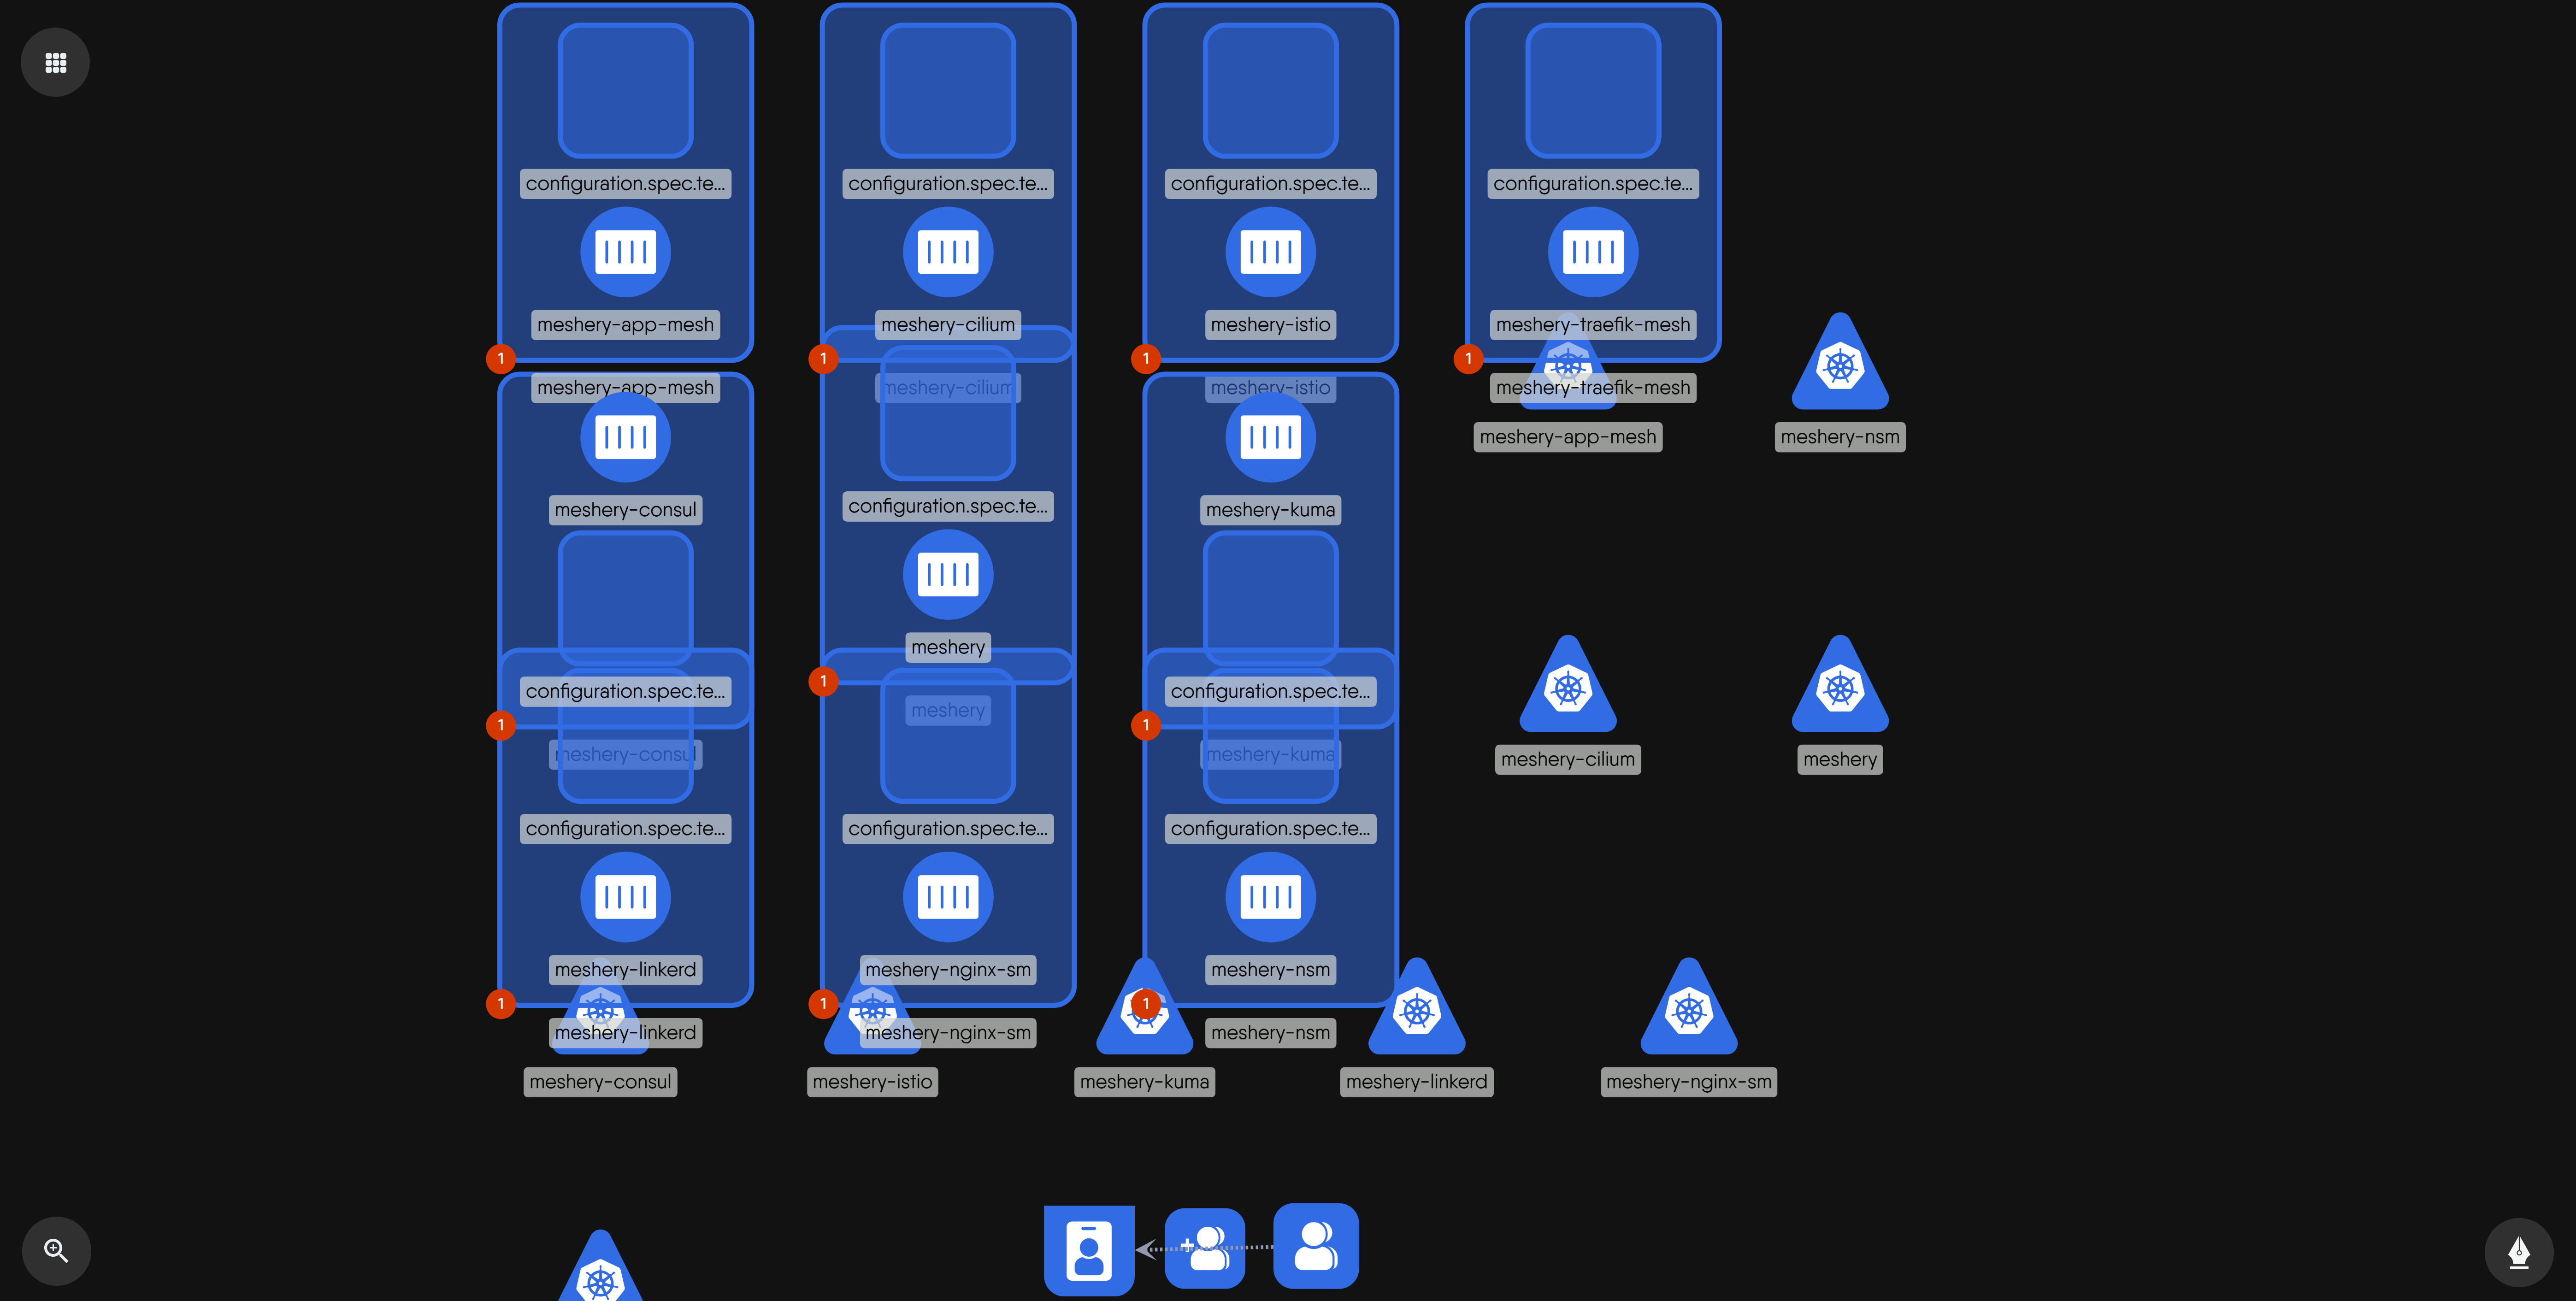 configuration.spec.te...
configuration.spec.te...
configuration.spec.te...
configuration.spec.te...
meshery-app-mesh
meshery-cilium
meshery-istio
meshery-traefik-mesh
1
1
1
1
meshery-app-mesh
meshery-cilium
meshery-istio
meshery-traefik-mesh
meshery-app-mesh
meshery-nsm
meshery-consul
configuration.spec.te...
meshery-kuma
meshery
configuration.spec.te...
1
configuration.spec.te...
meshery
1
1
meshery-consul
meshery-kuma
meshery-cilium
meshery
configuration.spec.te...
configuration.spec.te...
configuration.spec.te...
meshery-linkerd
meshery-nginx-sm
meshery-nsm
1
1
1
meshery-linkerd
meshery-nginx-sm
meshery-nsm
meshery-consul
meshery-istio
meshery-kuma
meshery-linkerd
meshery-nginx-sm